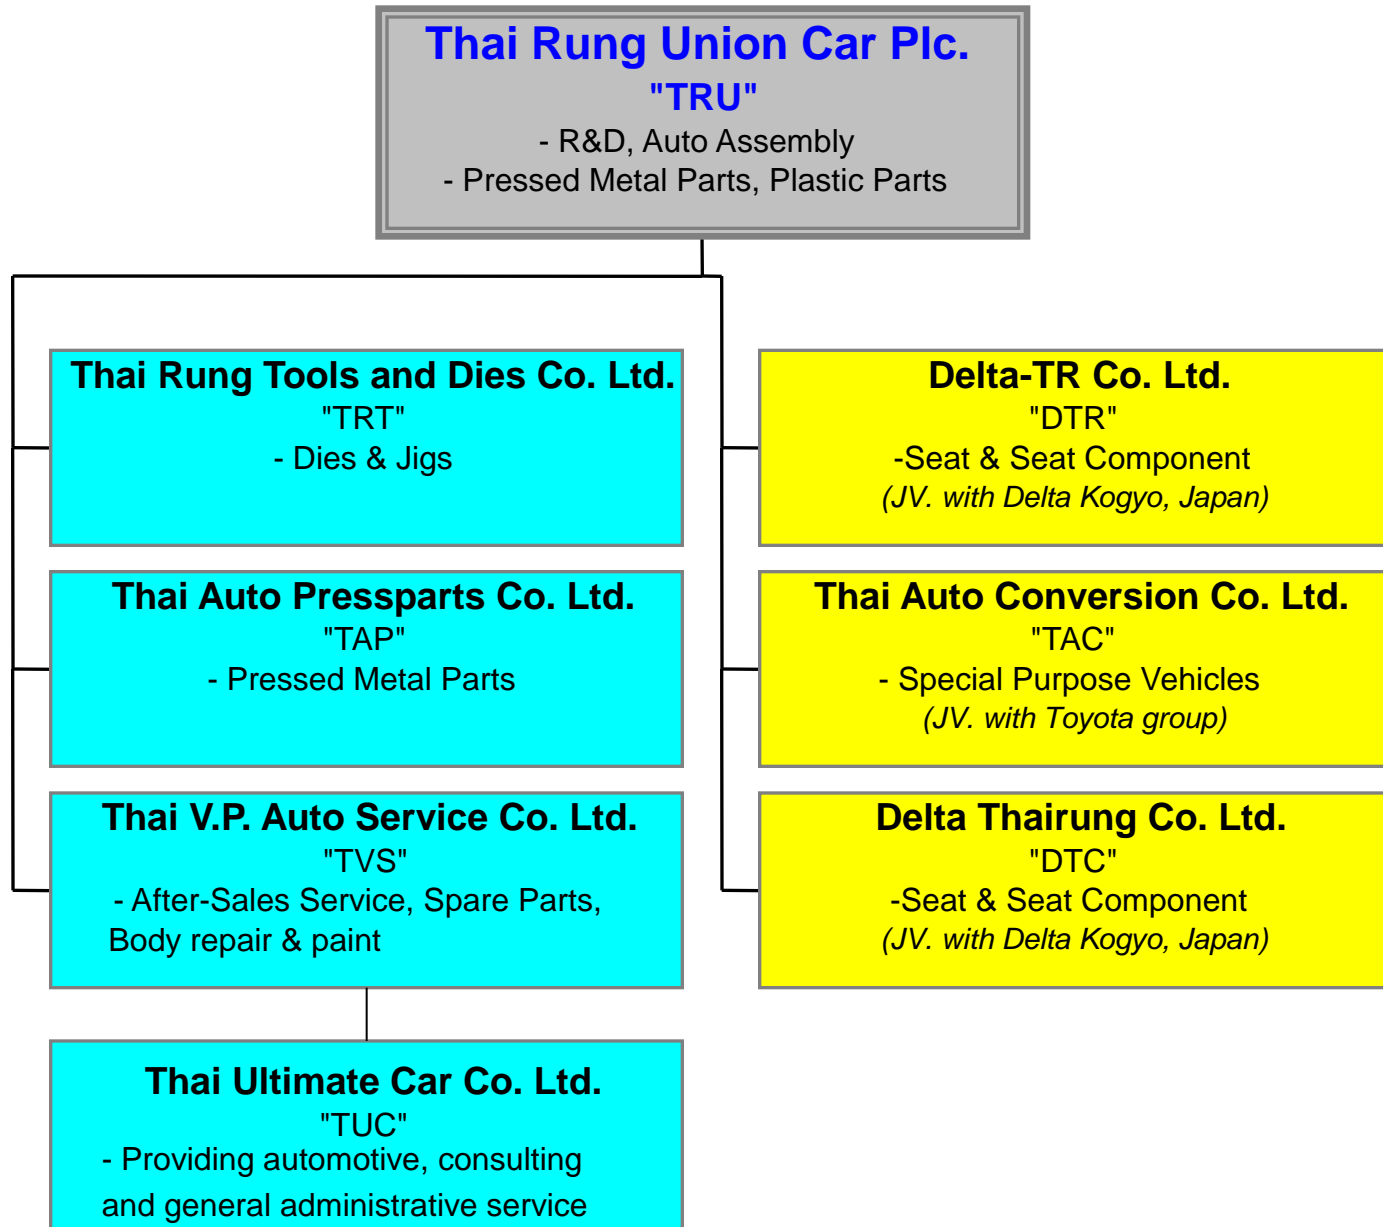 Thai Rung Union Car Plc.
"TRU"
- R&D, Auto Assembly
- Pressed Metal Parts, Plastic Parts
Thai Rung Tools and Dies Co. Ltd.
"TRT"
- Dies & Jigs
Thai Auto Pressparts Co. Ltd.
"TAP"
- Pressed Metal Parts
Thai V.P. Auto Service Co. Ltd.
"TVS"
- After-Sales Service, Spare Parts,
Body repair & paint
Thai Ultimate Car Co. Ltd.
"TUC"
- Providing automotive, consulting
and general administrative service
Delta-TR Co. Ltd.
"DTR"
-Seat & Seat Component
(JV. with Delta Kogyo, Japan)
Thai Auto Conversion Co. Ltd.
"TAC"
- Special Purpose Vehicles
(JV. with Toyota group)
Delta Thairung Co. Ltd.
"DTC"
-Seat & Seat Component
(JV. with Delta Kogyo, Japan)